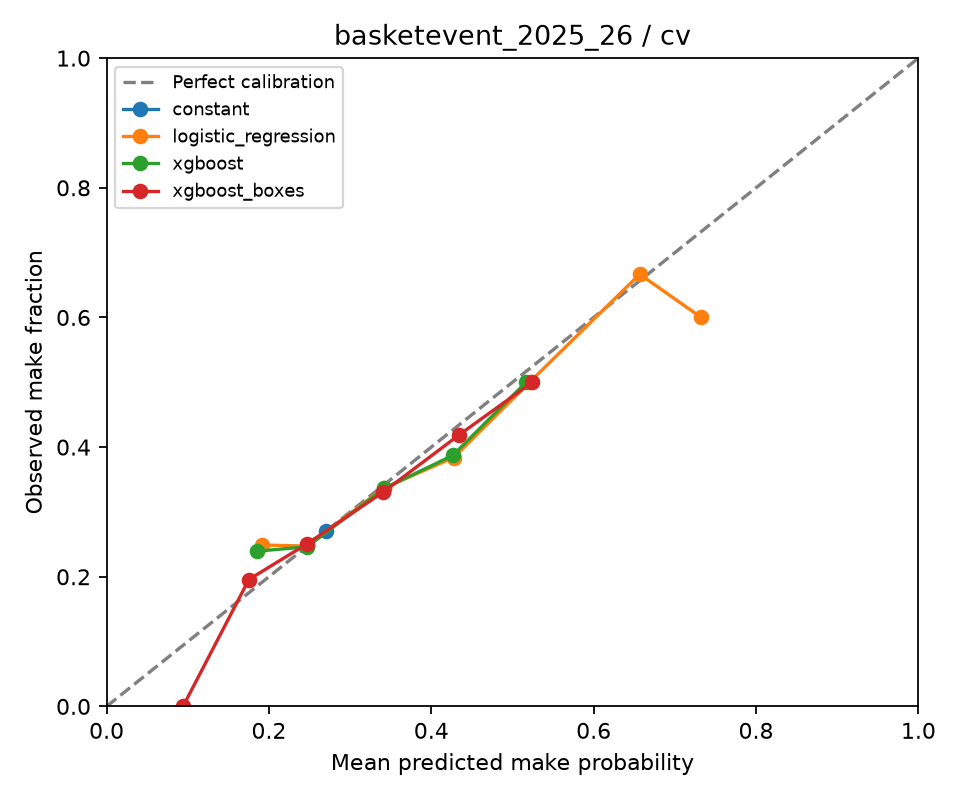 basketevent_2025_26 / cv
1.0
0.8
0.6
0.4
0.2
0.0
Observed make fraction
Perfect calibration
constant
logistic_regression
xgboost
xgboost_boxes
0.0 0.2 0.4 0.6 0.8 1.0
Mean predicted make probability